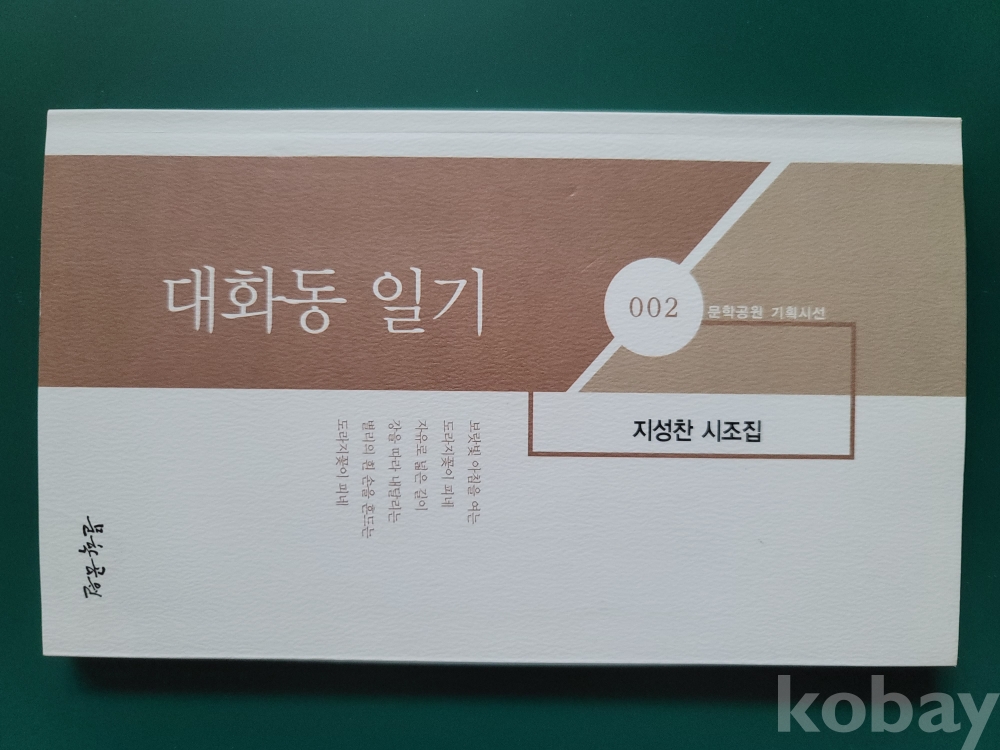 대화동 일기
002
문학공원 기획시선
지성찬 시조집
보랏빛 아침을 여는
도라지꽃이 피네
자유로 넓은 길이
강을 따라 내달리는
별리의 흰 손을 흔드는
도라지꽃이 피네
문학공원
kobay